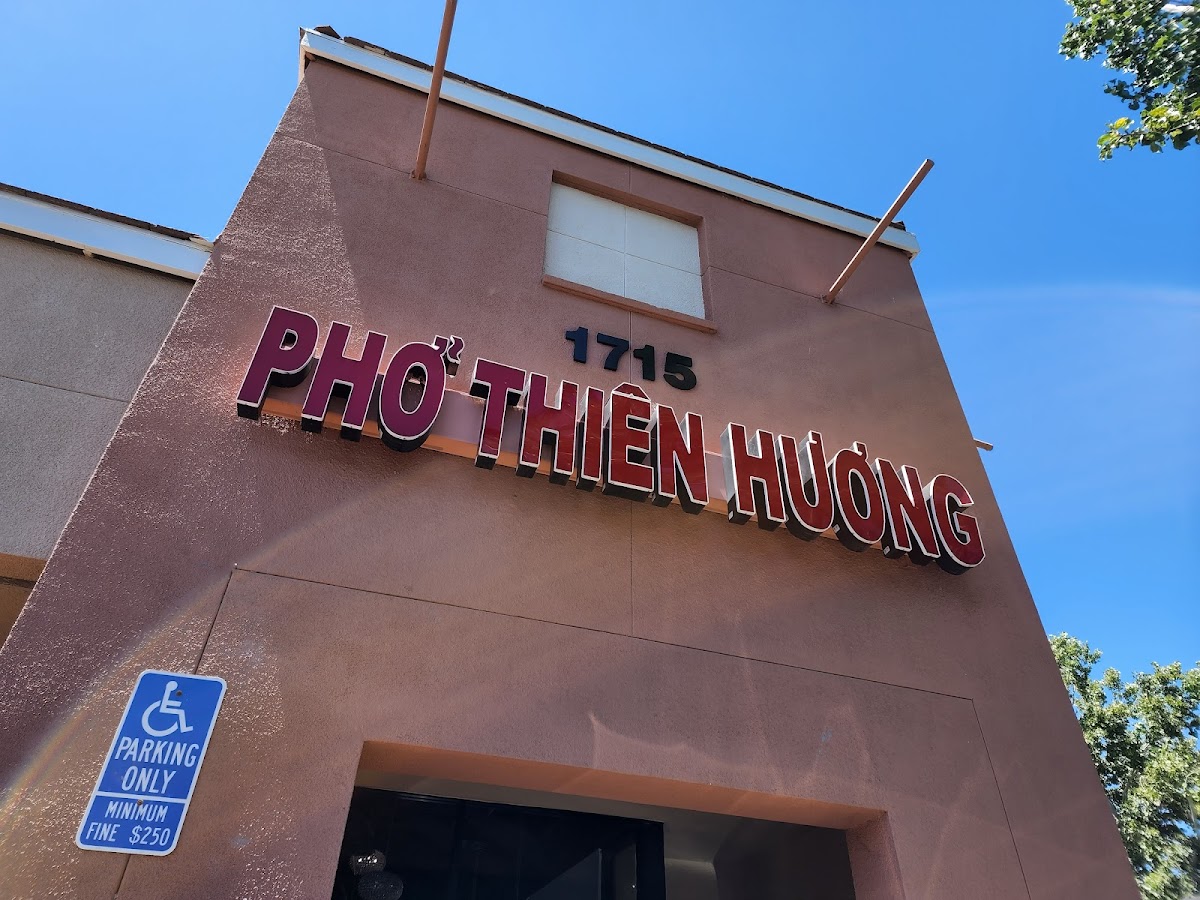 1715
PHỞ THIÊN HƯƠNG
PARKING
ONLY
MINIMUM
FINE $250